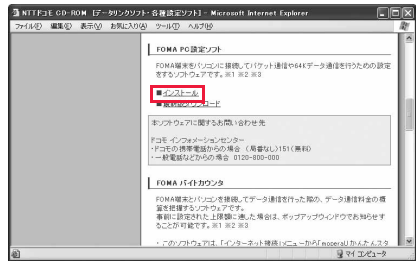 NTTドコモ CD-ROM [データリンクソフト・各種設定ソフト] - Microsoft Internet Explorer
ファイル(F) 編集(E) 表示(V) お気に入り(A) ツール(T) ヘルプ(H)
FOMA PC設定ソフト
FOMA端末をパソコンに接続してパケット通信や64Kデータ通信を行うための設定
をするソフトウェアです。※1 ※2 ※3
■インストール
■最新版ダウンロード
本ソフトウェアに関するお問い合わせ先
ドコモ インフォメーションセンター
・ドコモの携帯電話からの場合 （局番なし)151(無料)
・一般電話などからの場合 0120-800-000
FOMA バイトカウンタ
FOMA端末とパソコンを接続してデータ通信を行った際の、データ通信料金の概
算を把握するソフトウェアです。
事前に設定された上限額に達した場合は、ポップアップウィンドウでお知らせす
ることが可能です。※1 ※2 ※3
・このソフトウェアは、「インターネット接続」メニューから「mopera U かんたんスタ
マイ コンピュータ